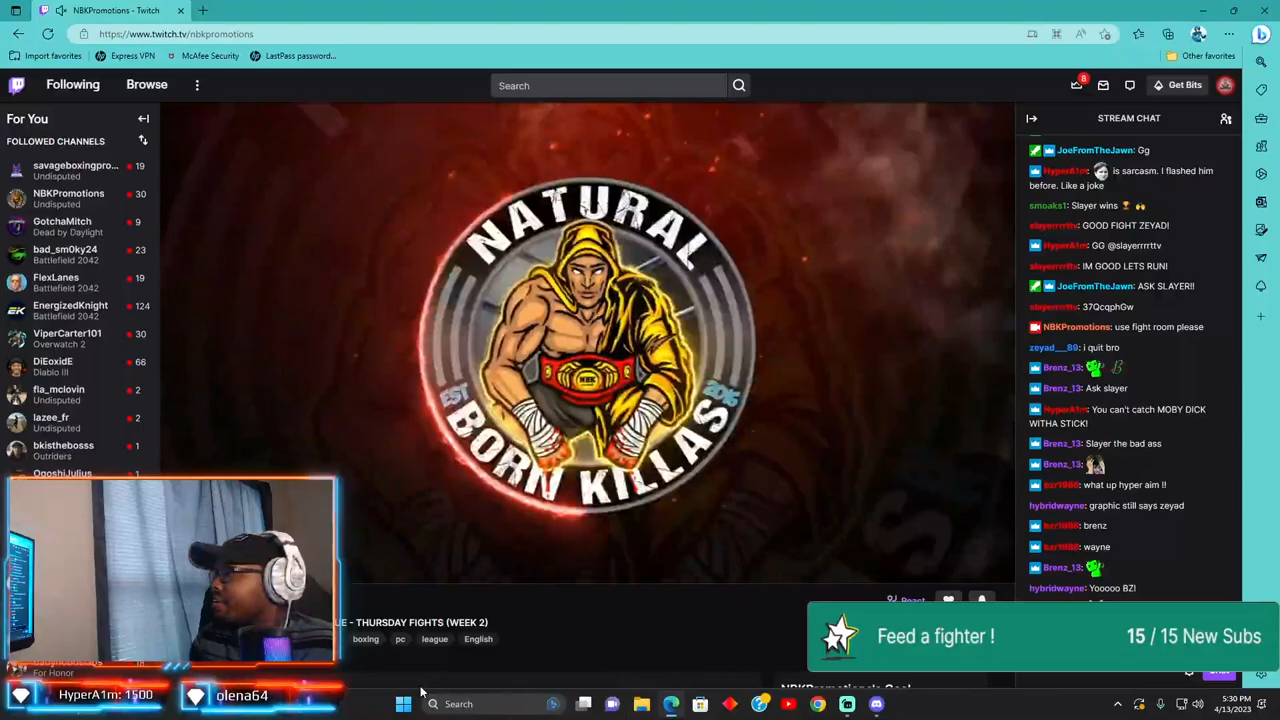 NBKPromotions - Twitch
https://www.twitch.tv/nbkpromotions
Import favorites
Express VPN
McAfee Security
LastPass password...
Other favorites
Following
Browse
Search
8
Get Bits
For You
FOLLOWED CHANNELS
savageboxingpro... 19
Undisputed
NBKPromotions 30
Undisputed
GotchaMitch 9
Dead by Daylight
bad_sm0ky24 23
Battlefield 2042
FlexLanes 19
Battlefield 2042
EnergizedKnight 124
Battlefield 2042
ViperCarter101 30
Overwatch 2
DiEoxidE 66
Diablo III
fla_mclovin 2
Undisputed
lazee_fr 2
Undisputed
bkisthebosss 1
Outriders
OgoshiJulius 1
For Honor
HyperA1m: 1500
olena64
NATURAL
BORN KILLAS
EST
2016
NBK
UE - THURSDAY FIGHTS (WEEK 2)
boxing
pc
league
English
React
STREAM CHAT
JoeFromTheJawn: Gg
HyperA1m: is sarcasm. I flashed him
before. Like a joke
smoaks1: Slayer wins
slayerrrrttv: GOOD FIGHT ZEYAD!
HyperA1m: GG @slayerrrrttv
slayerrrrttv: IM GOOD LETS RUN!
JoeFromTheJawn: ASK SLAYER!!
slayerrrrttv: 37QcqphGw
NBKPromotions: use fight room please
zeyad__89: i quit bro
Brenz_13:
Brenz_13: Ask slayer
HyperA1m: You can't catch MOBY DICK
WITHA STICK!
Brenz_13: Slayer the bad ass
Brenz_13:
bzr1986: what up hyper aim !!
hybridwayne: graphic still says zeyad
bzr1986: brenz
bzr1986: wayne
Brenz_13:
hybridwayne: Yooooo BZ!
Feed a fighter !
15 / 15 New Subs
Search
5:30 PM
4/13/2023